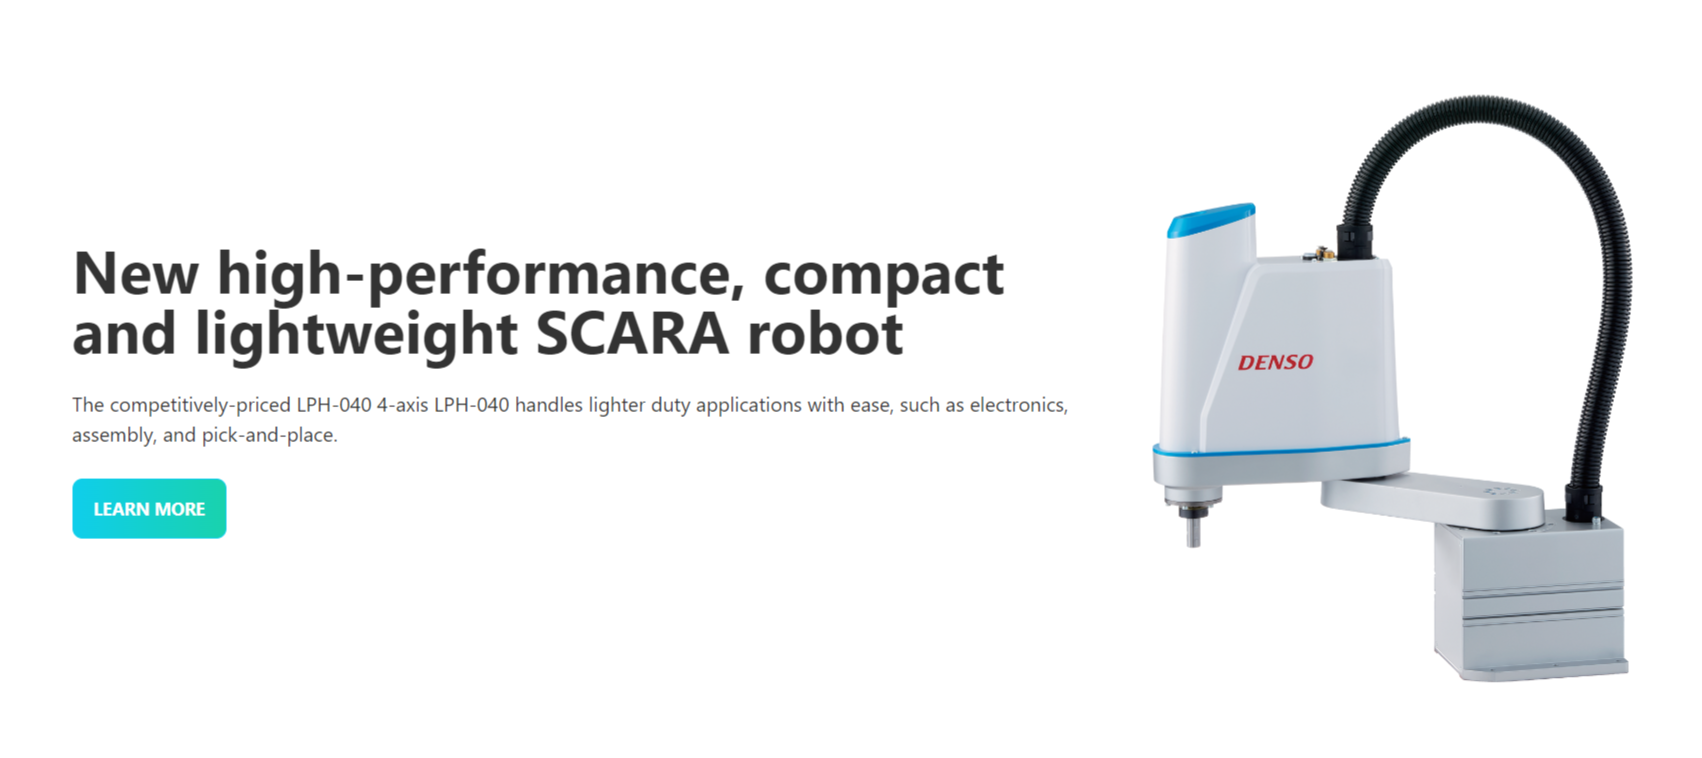 New high-performance, compact
and lightweight SCARA robot
The competitively-priced LPH-040 4-axis LPH-040 handles lighter duty applications with ease, such as electronics,
assembly, and pick-and-place.
LEARN MORE
DENSO